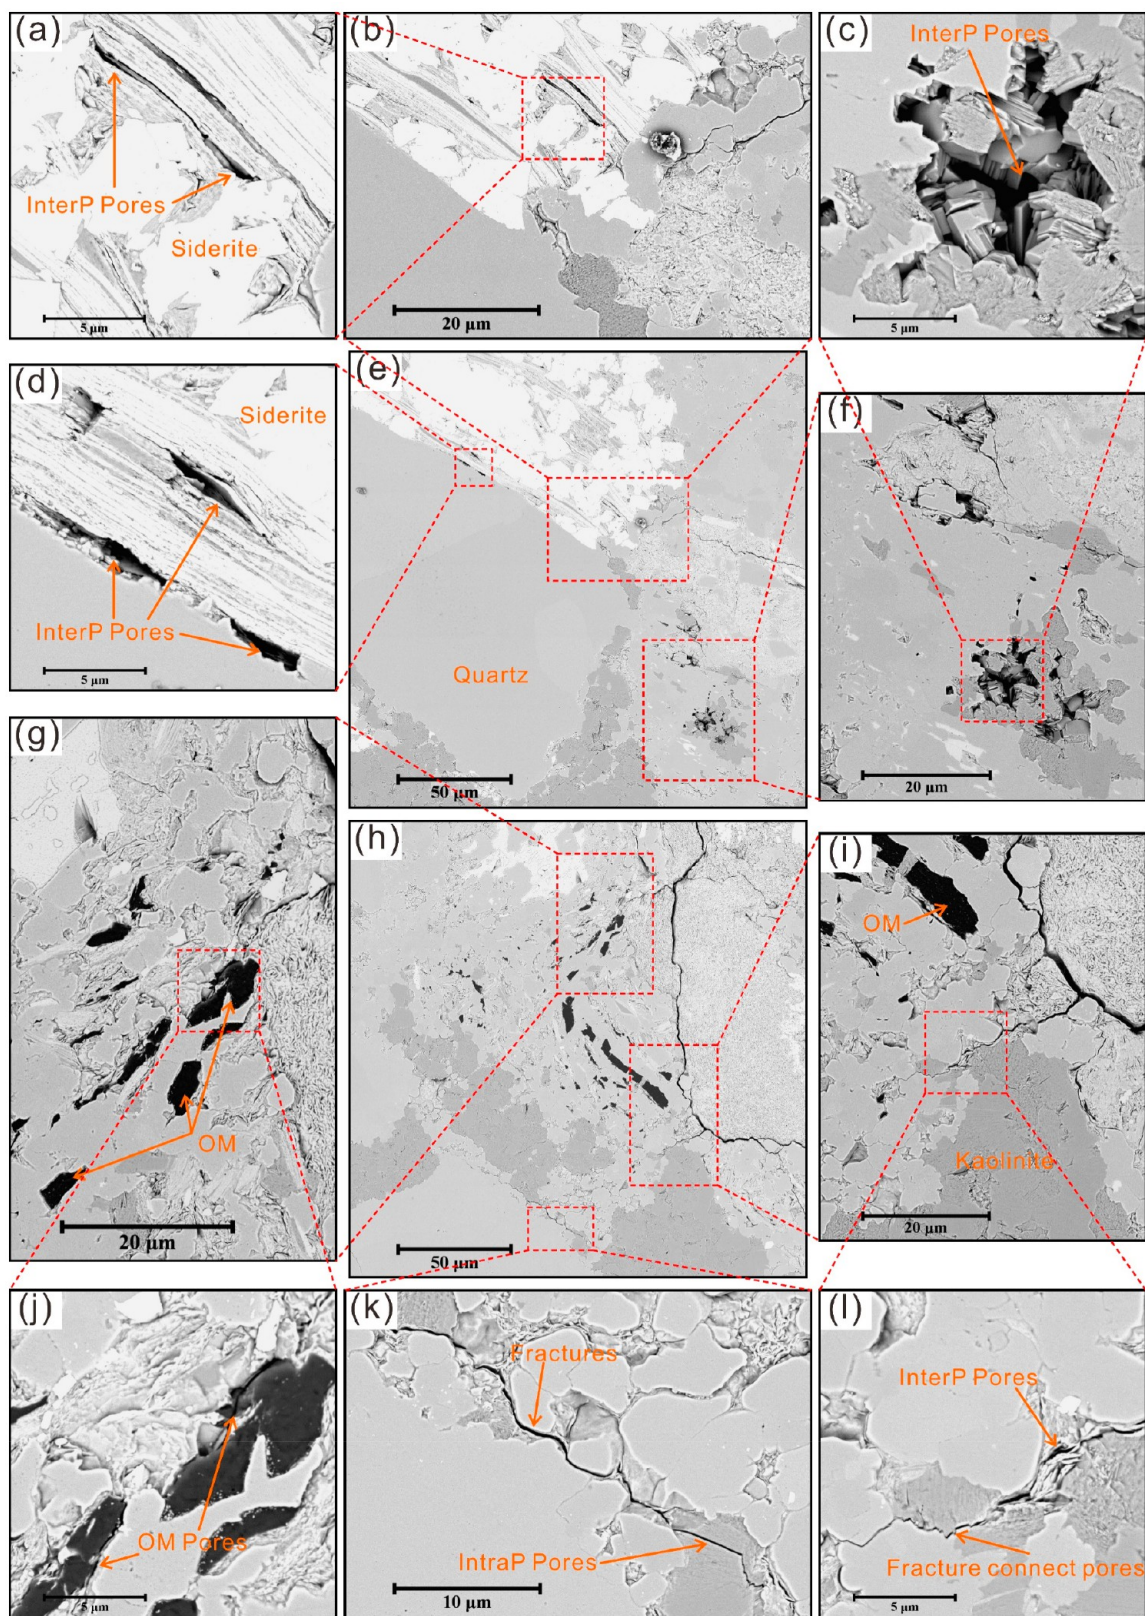 (a)
InterP Pores
Siderite
5 μm
(b)
20 μm
(c)
InterP Pores
5 μm
(d)
Siderite
InterP Pores
5 μm
(e)
Quartz
50 μm
(f)
20 μm
(g)
OM
20 μm
(h)
50 μm
(i)
OM
Kaolinite
20 μm
(j)
OM Pores
5 μm
(k)
Fractures
IntraP Pores
10 μm
(l)
InterP Pores
Fracture connect pores
5 μm